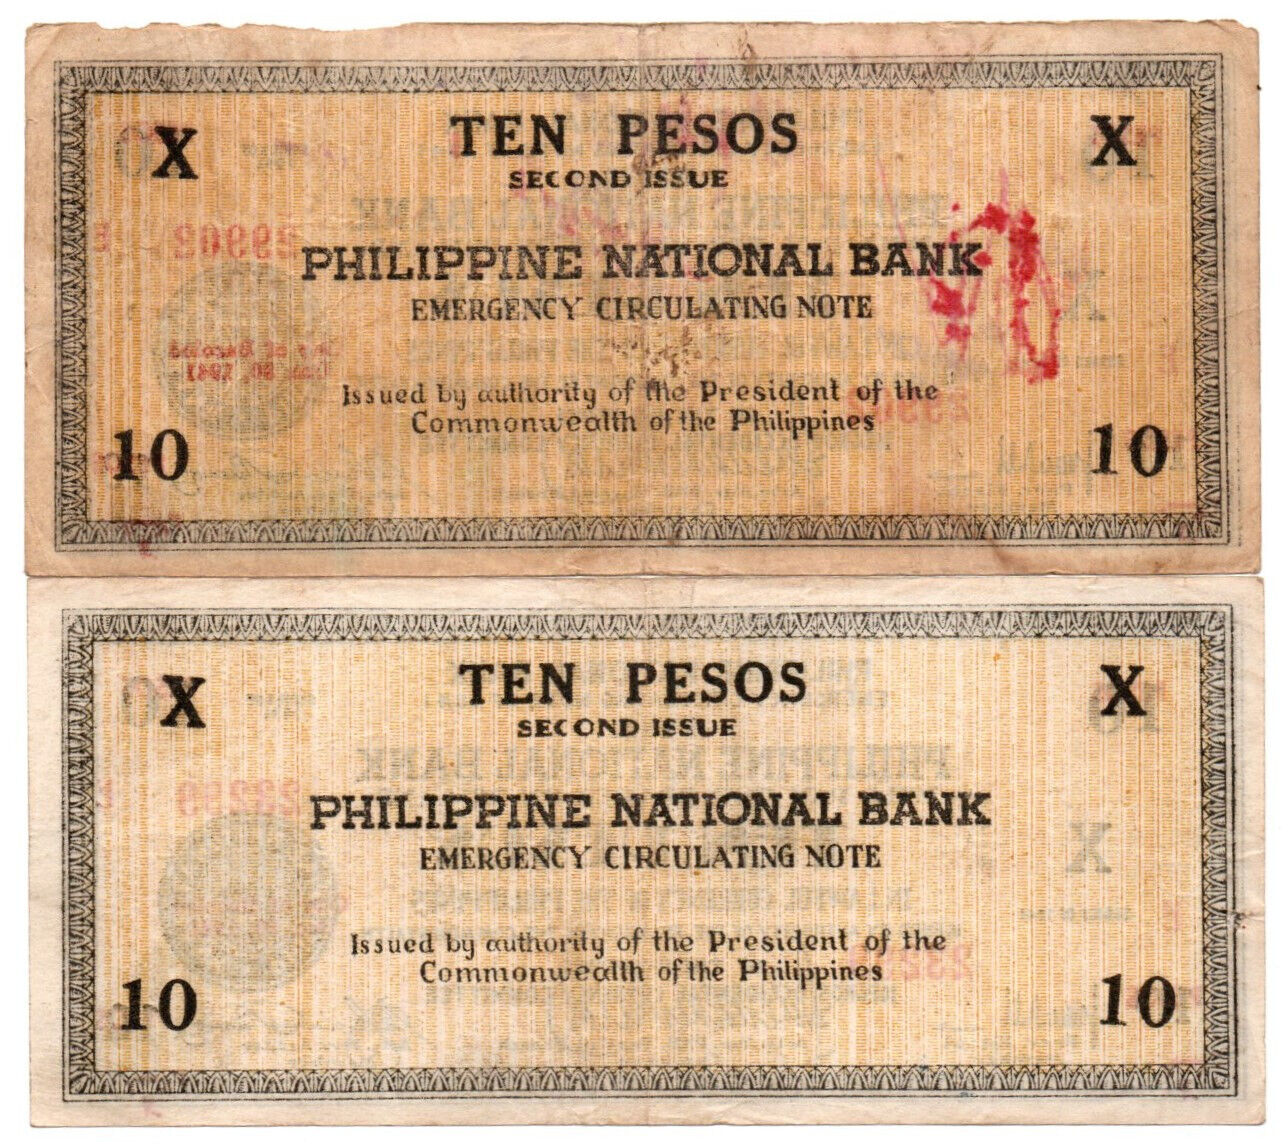 X TEN PESOS X
SECOND ISSUE
PHILIPPINE NATIONAL BANK
EMERGENCY CIRCULATING NOTE
Issued by authority of the President of the
Commonwealth of the Philippines
10 10
X TEN PESOS X
SECOND ISSUE
PHILIPPINE NATIONAL BANK
EMERGENCY CIRCULATING NOTE
Issued by authority of the President of the
Commonwealth of the Philippines
10 10